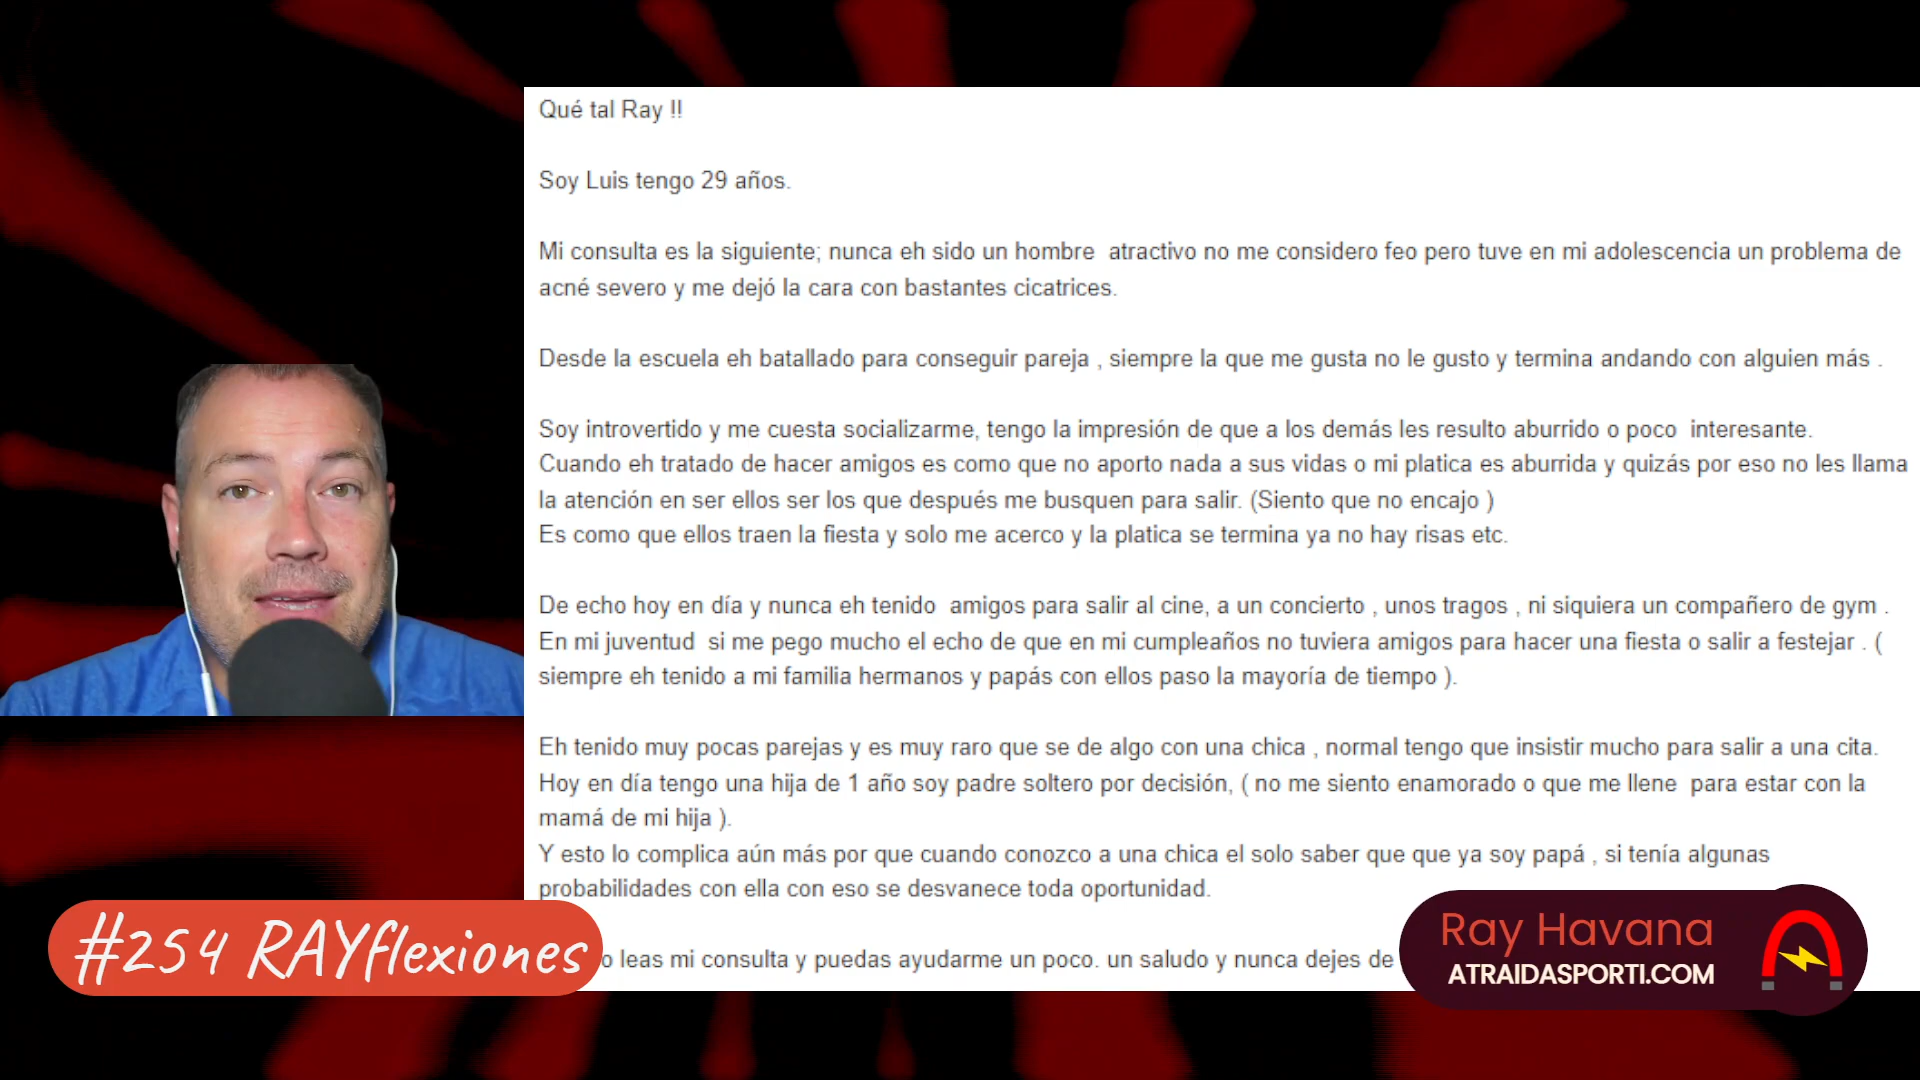 Qué tal Ray !!
Soy Luis tengo 29 años.
Mi consulta es la siguiente; nunca eh sido un hombre  atractivo no me considero feo pero tuve en mi adolescencia un problema de
acné severo y me dejó la cara con bastantes cicatrices.
Desde la escuela eh batallado para conseguir pareja , siempre la que me gusta no le gusto y termina andando con alguien más .
Soy introvertido y me cuesta socializarme, tengo la impresión de que a los demás les resulto aburrido o poco  interesante.
Cuando eh tratado de hacer amigos es como que no aporto nada a sus vidas o mi platica es aburrida y quizás por eso no les llama
la atención en ser ellos ser los que después me busquen para salir. (Siento que no encajo )
Es como que ellos traen la fiesta y solo me acerco y la platica se termina ya no hay risas etc.
De echo hoy en día y nunca eh tenido  amigos para salir al cine, a un concierto , unos tragos , ni siquiera un compañero de gym .
En mi juventud  si me pego mucho el echo de que en mi cumpleaños no tuviera amigos para hacer una fiesta o salir a festejar . (
siempre eh tenido a mi familia hermanos y papás con ellos paso la mayoría de tiempo ).
Eh tenido muy pocas parejas y es muy raro que se de algo con una chica , normal tengo que insistir mucho para salir a una cita.
Hoy en día tengo una hija de 1 año soy padre soltero por decisión, ( no me siento enamorado o que me llene  para estar con la
mamá de mi hija ).
Y esto lo complica aún más por que cuando conozco a una chica el solo saber que que ya soy papá , si tenía algunas
probabilidades con ella con eso se desvanece toda oportunidad.
o leas mi consulta y puedas ayudarme un poco. un saludo y nunca dejes de
#254 RAYflexiones
Ray Havana
ATRAIDASPORTI.COM